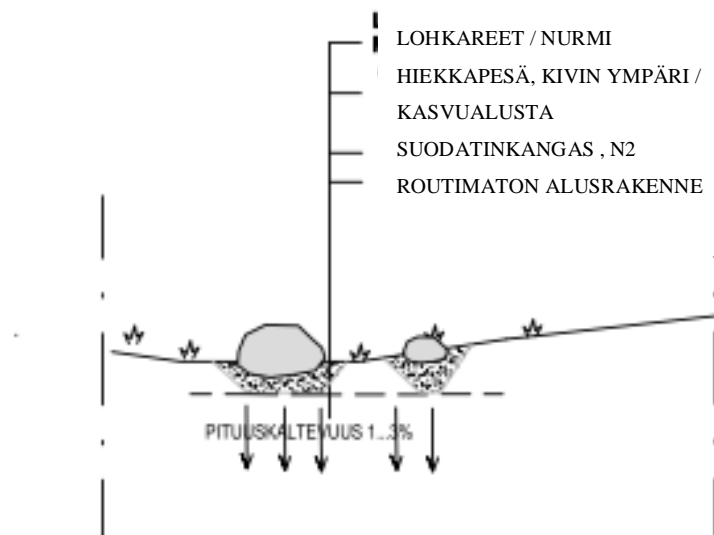 LOHKAREET / NURMI
HIEKKAPESÄ, KIVIN YMPÄRI /
KASVUALUSTA
SUODATINKANGAS , N2
ROUTIMATON ALUSRAKENNE
PITUUSKALTEVUUS 1...3%